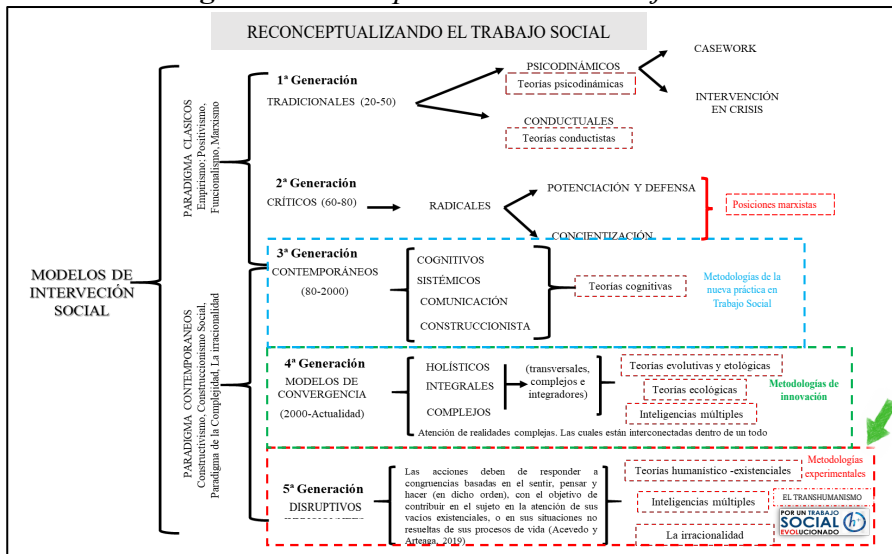 RECONCEPTUALIZANDO EL TRABAJO SOCIAL
MODELOS DE
INTERVECIÓN
SOCIAL
PARADIGMA CLASICOS
Empirismo; Positivismo,
Funcionalismo, Marxismo
1ª Generación
TRADICIONALES (20-50)
PSICODINÁMICOS
Teorías psicodinámicas
CASEWORK
INTERVENCIÓN
EN CRISIS
CONDUCTUALES
Teorías conductistas
2ª Generación
CRÍTICOS (60-80)
RADICALES
POTENCIACIÓN Y DEFENSA
CONCIENTIZACIÓN
Posiciones marxistas
PARADIGMA CONTEMPORANEOS
Constructivismo, Construccionismo Social,
Paradigma de la Complejidad, La irracionalidad
3ª Generación
CONTEMPORÁNEOS
(80-2000)
COGNITIVOS
SISTÉMICOS
COMUNICACIÓN
CONSTRUCCIONISTA
Teorías cognitivas
Metodologías de la
nueva práctica en
Trabajo Social
4ª Generación
MODELOS DE
CONVERGENCIA
(2000-Actualidad)
HOLÍSTICOS
INTEGRALES
COMPLEJOS
(transversales,
complejos e
integradores)
Teorías evolutivas y etológicas
Teorías ecológicas
Inteligencias múltiples
Metodologías de
innovación
Atención de realidades complejas. Las cuales están interconectadas dentro de un todo
5ª Generación
DISRUPTIVOS
Las acciones deben de responder a
congruencias basadas en el sentir, pensar y
hacer (en dicho orden), con el objetivo de
contribuir en el sujeto en la atención de sus
vacíos existenciales, o en sus situaciones no
resueltas de sus procesos de vida (Acevedo y
Arteaga, 2019)
Teorías humanístico -existenciales
Inteligencias múltiples
La irracionalidad
Metodologías
experimentales
EL TRANSHUMANISMO
POR UN TRABAJO
SOCIAL
EVOLUCIONADO